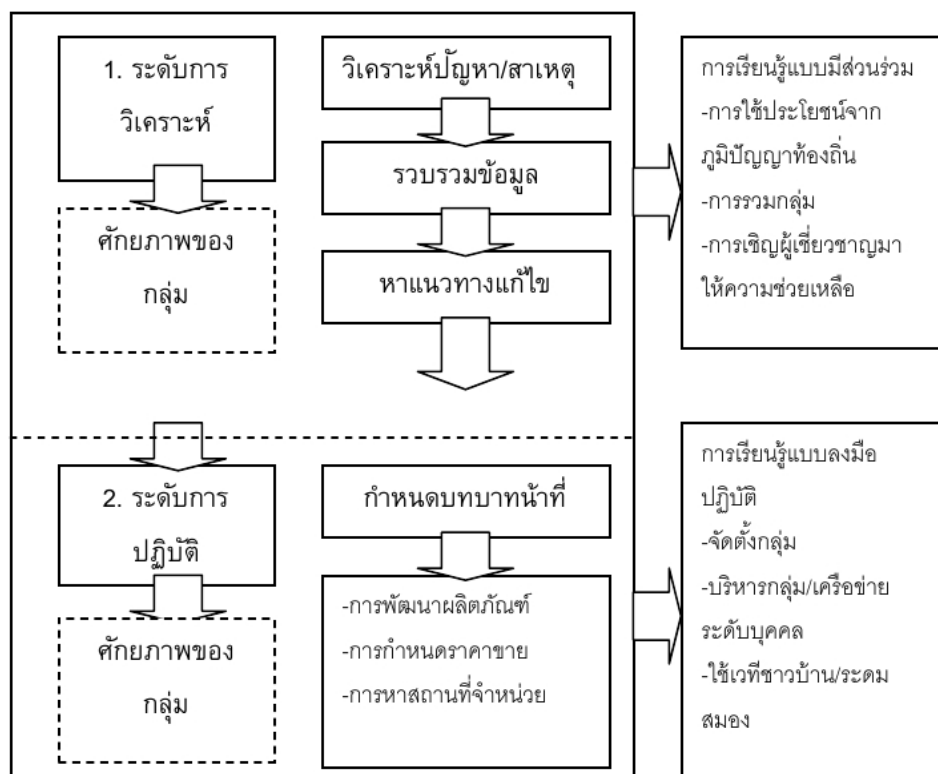 1. ระดับการ
วิเคราะห์
ศักยภาพของ
กลุ่ม
วิเคราะห์ปัญหา/สาเหตุ
รวบรวมข้อมูล
หาแนวทางแก้ไข
การเรียนรู้แบบมีส่วนร่วม
-การใช้ประโยชน์จาก
ภูมิปัญญาท้องถิ่น
-การรวมกลุ่ม
-การเชิญผู้เชี่ยวชาญมา
ให้ความช่วยเหลือ
2. ระดับการ
ปฏิบัติ
ศักยภาพของ
กลุ่ม
กำหนดบทบาทหน้าที่
-การพัฒนาผลิตภัณฑ์
-การกำหนดราคาขาย
-การหาสถานที่จำหน่วย
การเรียนรู้แบบลงมือ
ปฏิบัติ
-จัดตั้งกลุ่ม
-บริหารกลุ่ม/เครือข่าย
ระดับบุคคล
-ใช้เวทีชาวบ้าน/ระดม
สมอง